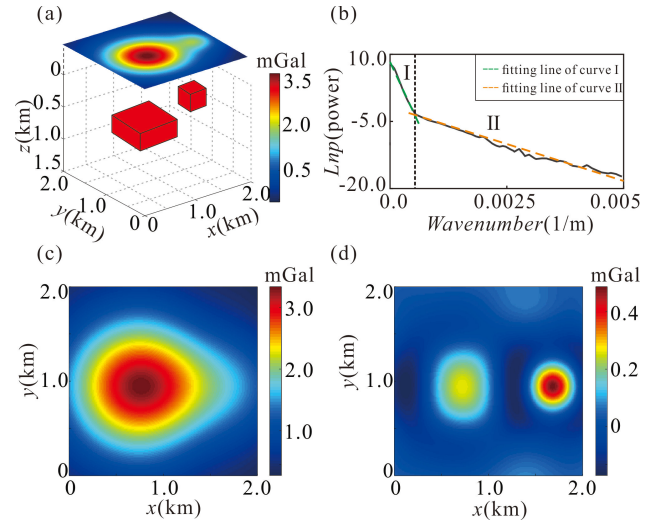 (a)
mGal
3.5
2.0
0.5
0
0.5
1.0
1.5
z(km)
2.0
1.0
0
y(km)
0
1.0
2.0
x(km)
(b)
10.0
-5.0
-20.0
Lnp(power)
I
II
fitting line of curve I
fitting line of curve II
0.0
0.0025
0.005
Wavenumber(1/m)
(c)
mGal
2.0
1.0
0
y(km)
0
1.0
2.0
x(km)
3.0
2.0
1.0
(d)
mGal
2.0
1.0
0
y(km)
0
1.0
2.0
x(km)
0.4
0.2
0